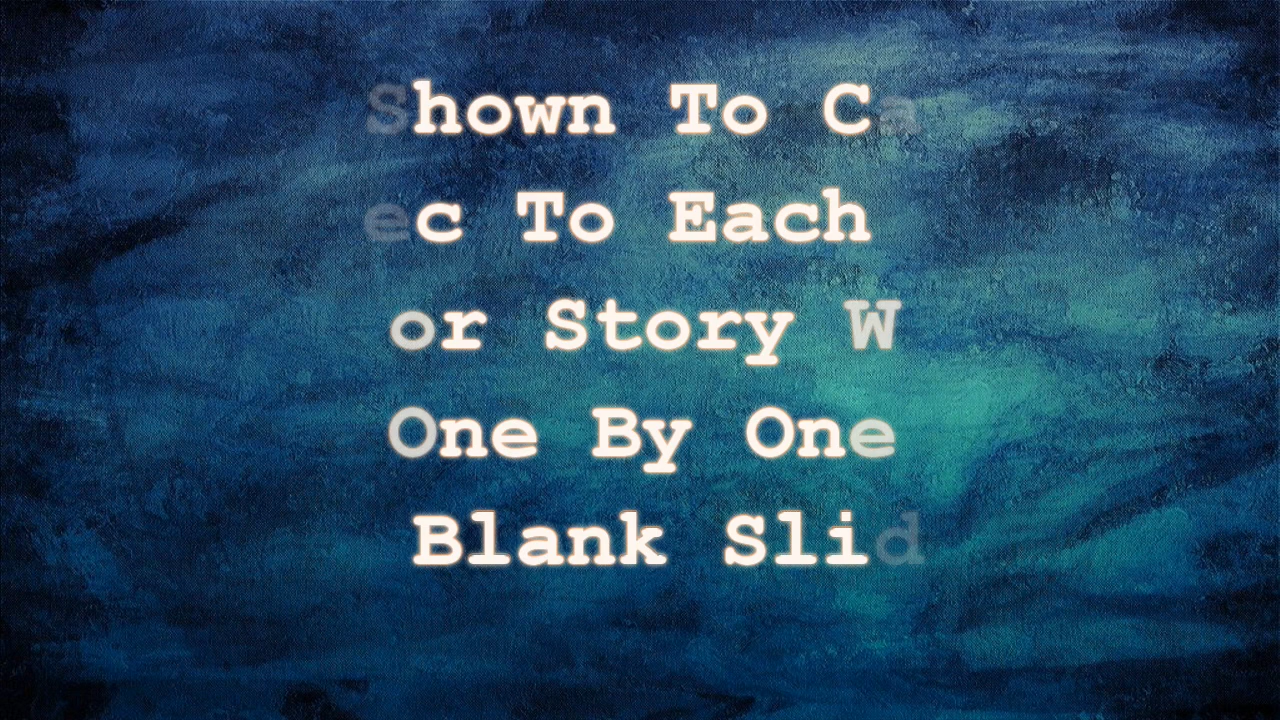 Shown To Ca
ec To Each
or Story W
One By One
Blank Slid